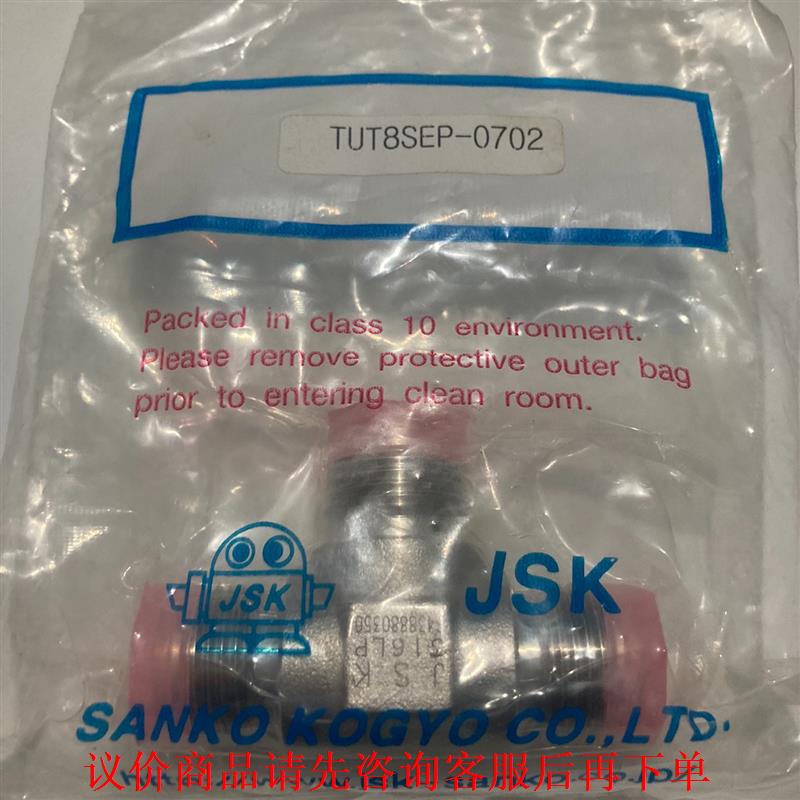 TUT8SEP-0702
Packed in class 10 environment.
Please remove protective outer bag
prior to entering clean room.
JSK
JSK
JSK
316LP
SANKO KOGYO CO.,LTD.
议价商品请先咨询客服后再下单